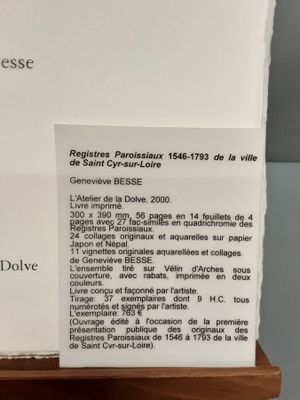 esse
Registres Paroissiaux 1546-1793 de la ville
de Saint Cyr-sur-Loire
Geneviève BESSE
L'Atelier de la Dolve, 2000.
Livre imprimé.
300 x 390 mm, 56 pages en 14 feuillets de 4
pages avec 27 fac-similés en quadrichromie des
Registres Paroissiaux.
24 collages originaux et aquarelles sur papier
Japon et Népal.
11 vignettes originales aquarellées et collages.
de Geneviève BESSE.
L'ensemble tiré sur Vélin d'Arches sous
couverture, avec rabats, imprimée en deux
couleurs.
Livre conçu et façonné par l'artiste.
Tirage: 37 exemplaires dont 9 H.C. tous
numérotés et signés par l'artiste.
L'exemplaire: 763 €
(Ouvrage édité à l'occasion de la première
présentation publique des originaux des
Registres Paroissiaux de 1546 à 1793 de la ville
de Saint Cyr-sur-Loire).
Dolve